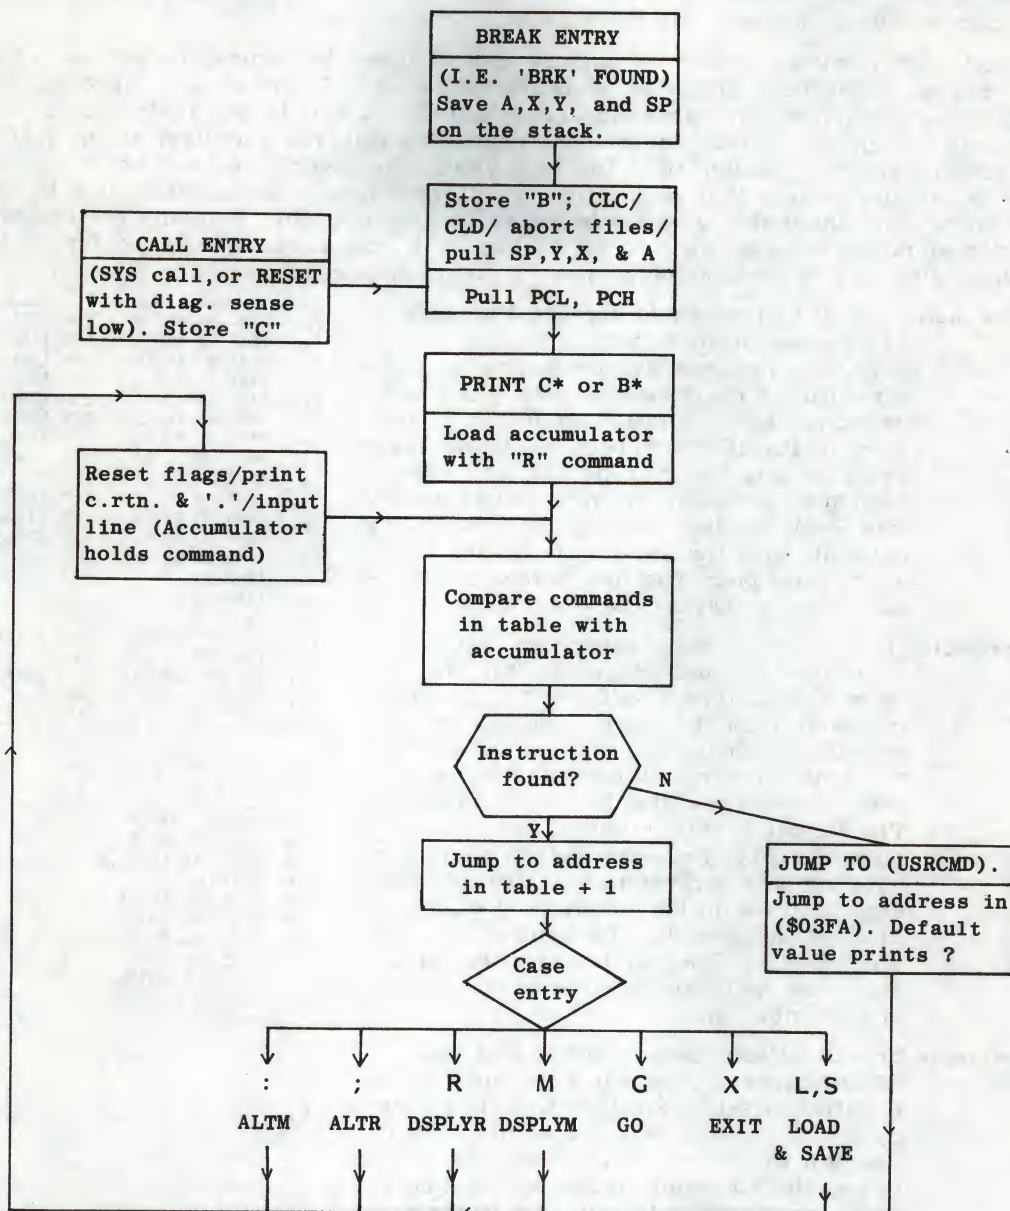 BREAK ENTRY
(I.E. 'BRK' FOUND)
Save A,X,Y, and SP
on the stack.
Store "B"; CLC/
CLD/ abort files/
pull SP,Y,X, & A
Pull PCL, PCH
CALL ENTRY
(SYS call,or RESET
with diag. sense
low). Store "C"
PRINT C* or B*
Load accumulator
with "R" command
Reset flags/print
c.rtn. & '.'/input
line (Accumulator
holds command)
Compare commands
in table with
accumulator
Instruction
found?
N
Y
Jump to address
in table + 1
JUMP TO (USRCMD).
Jump to address in
($03FA). Default
value prints ?
Case
entry
: ; R M G X L,S
ALTM ALTR DSPLYR DSPLYM GO EXIT LOAD
& SAVE